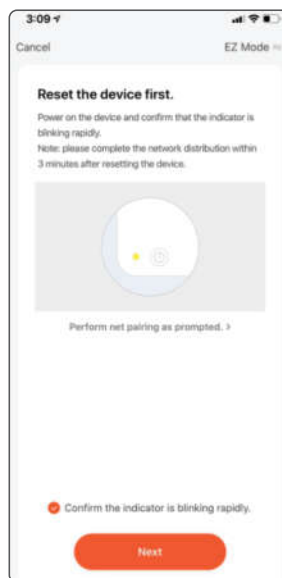 3:09
Cancel
EZ Mode
Reset the device first.
Power on the device and confirm that the indicator is
blinking rapidly.
Note: please complete the network distribution within
3 minutes after resetting the device.
Perform net pairing as prompted. >
Confirm the indicator is blinking rapidly.
Next